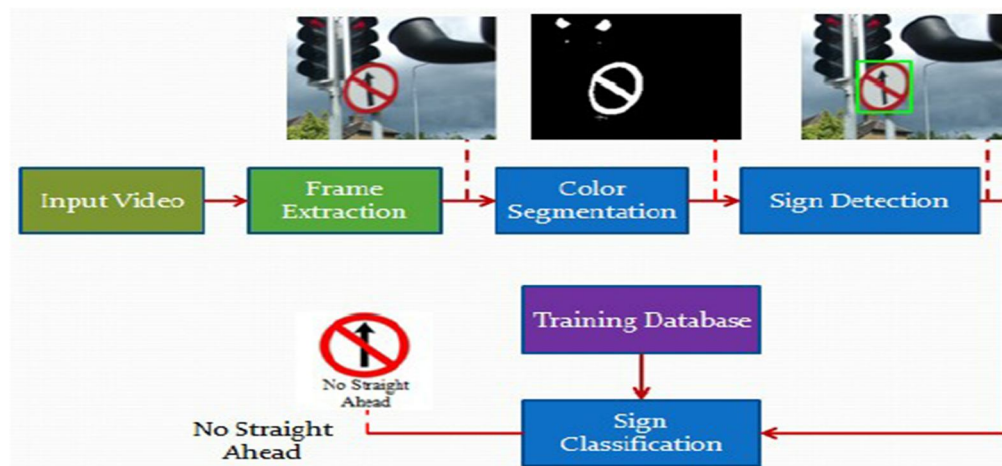 Input Video
Frame
Extraction
Color
Segmentation
Sign Detection
Training Database
No Straight
Ahead
No Straight
Ahead
Sign
Classification